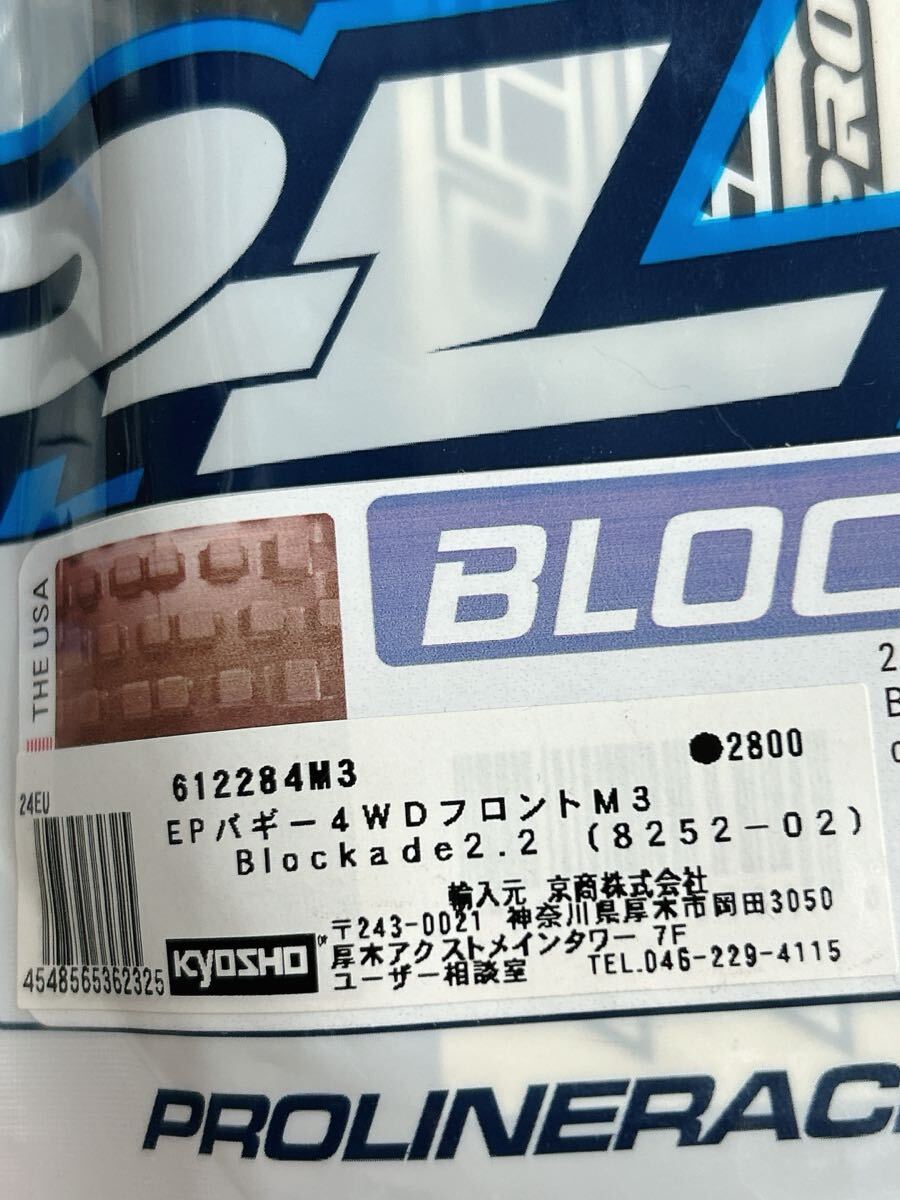 PRO
BLOC
THE USA
2
B
612284M3
●2800
24EU
EPバギー4WDフロントM3
Blockade2.2 (8252-02)
輸入元 京商株式会社
〒243-0021 神奈川県厚木市岡田3050
厚木アクストメインタワー 7F
ユーザー相談室 TEL.046-229-4115
KYOSHO
4548565362325
PROLINERAC